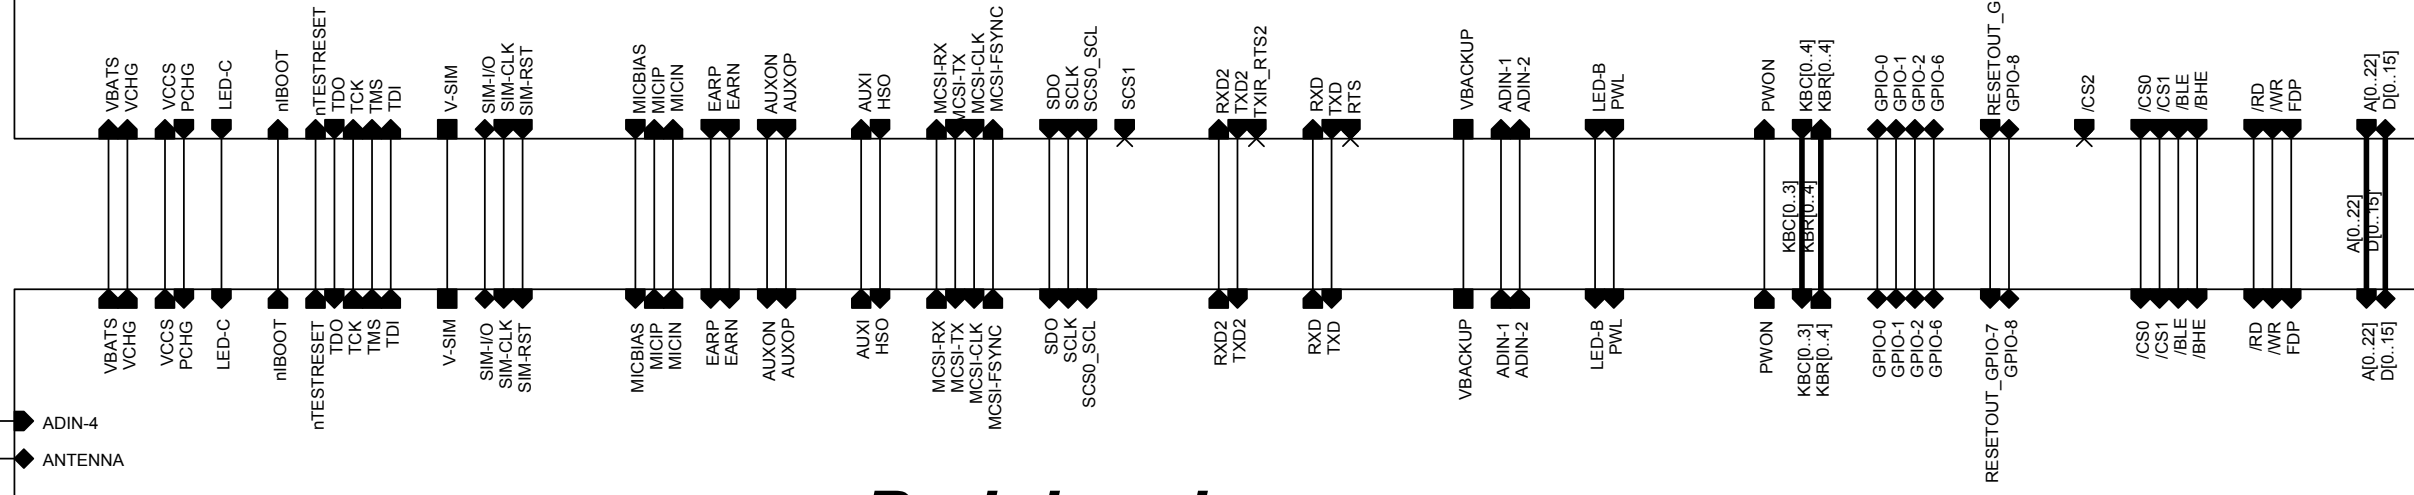 VBATS
VCHG
VCCS
PCHG
LED-C
nIBOOT
nTESTRESET
TDO
TCK
TMS
TDI
V-SIM
SIM-I/O
SIM-CLK
SIM-RST
MICBIAS
MICIP
MICIN
EARP
EARN
AUXON
AUXOP
AUXI
HSO
MCSI-RX
MCSI-TX
MCSI-CLK
MCSI-FSYNC
SDO
SCLK
SCS0_SCL
SCS1
RXD2
TXD2
TXIR_RTS2
RXD
TXD
RTS
VBACKUP
ADIN-1
ADIN-2
LED-B
PWL
PWON
KBC[0..4]
KBR[0..4]
GPIO-0
GPIO-1
GPIO-2
GPIO-6
RESETOUT_G
GPIO-8
/CS2
/CS0
/CS1
/BLE
/BHE
/RD
/WR
FDP
A[0..22]
D[0..15]
KBC[0..3]
KBR[0..4]
A[0..22]
D[0..15]
VBATS
VCHG
VCCS
PCHG
LED-C
nIBOOT
nTESTRESET
TDO
TCK
TMS
TDI
V-SIM
SIM-I/O
SIM-CLK
SIM-RST
MICBIAS
MICIP
MICIN
EARP
EARN
AUXON
AUXOP
AUXI
HSO
MCSI-RX
MCSI-TX
MCSI-CLK
MCSI-FSYNC
SDO
SCLK
SCS0_SCL
RXD2
TXD2
RXD
TXD
VBACKUP
ADIN-1
ADIN-2
LED-B
PWL
PWON
KBC[0..3]
KBR[0..4]
GPIO-0
GPIO-1
GPIO-2
GPIO-6
RESETOUT_GPIO-7
GPIO-8
/CS0
/CS1
/BLE
/BHE
/RD
/WR
FDP
A[0..22]
D[0..15]
ADIN-4
ANTENNA